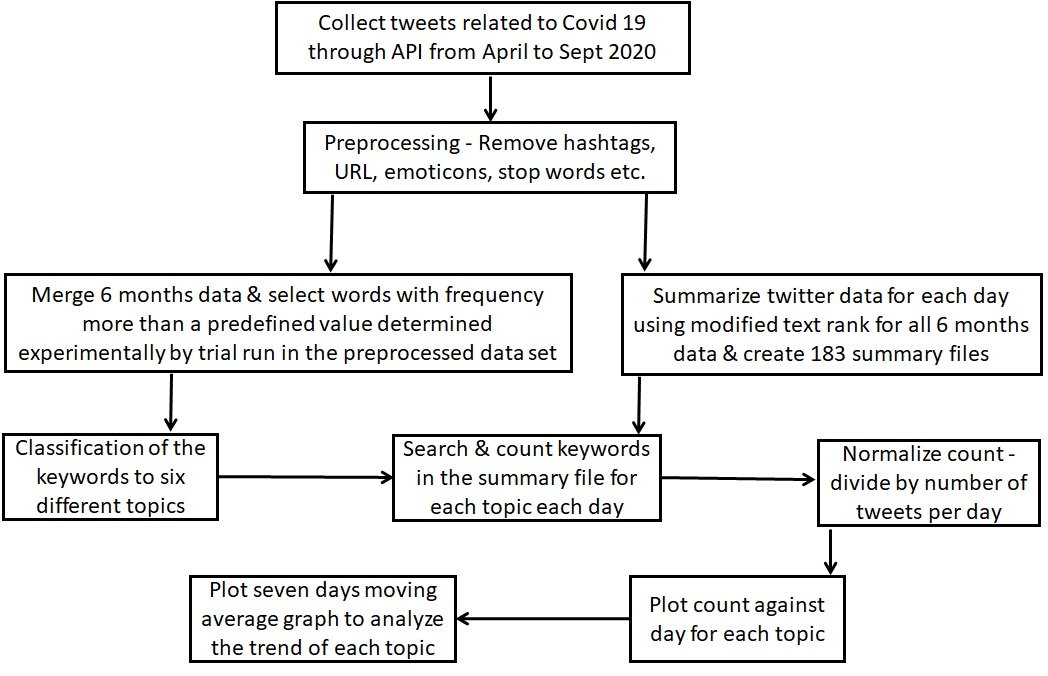 Collect tweets related to Covid 19
through API from April to Sept 2020
Preprocessing - Remove hashtags,
URL, emoticons, stop words etc.
Merge 6 months data & select words with frequency
more than a predefined value determined
experimentally by trial run in the preprocessed data set
Summarize twitter data for each day
using modified text rank for all 6 months
data & create 183 summary files
Classification of the
keywords to six
different topics
Search & count keywords
in the summary file for
each topic each day
Normalize count -
divide by number of
tweets per day
Plot seven days moving
average graph to analyze
the trend of each topic
Plot count against
day for each topic